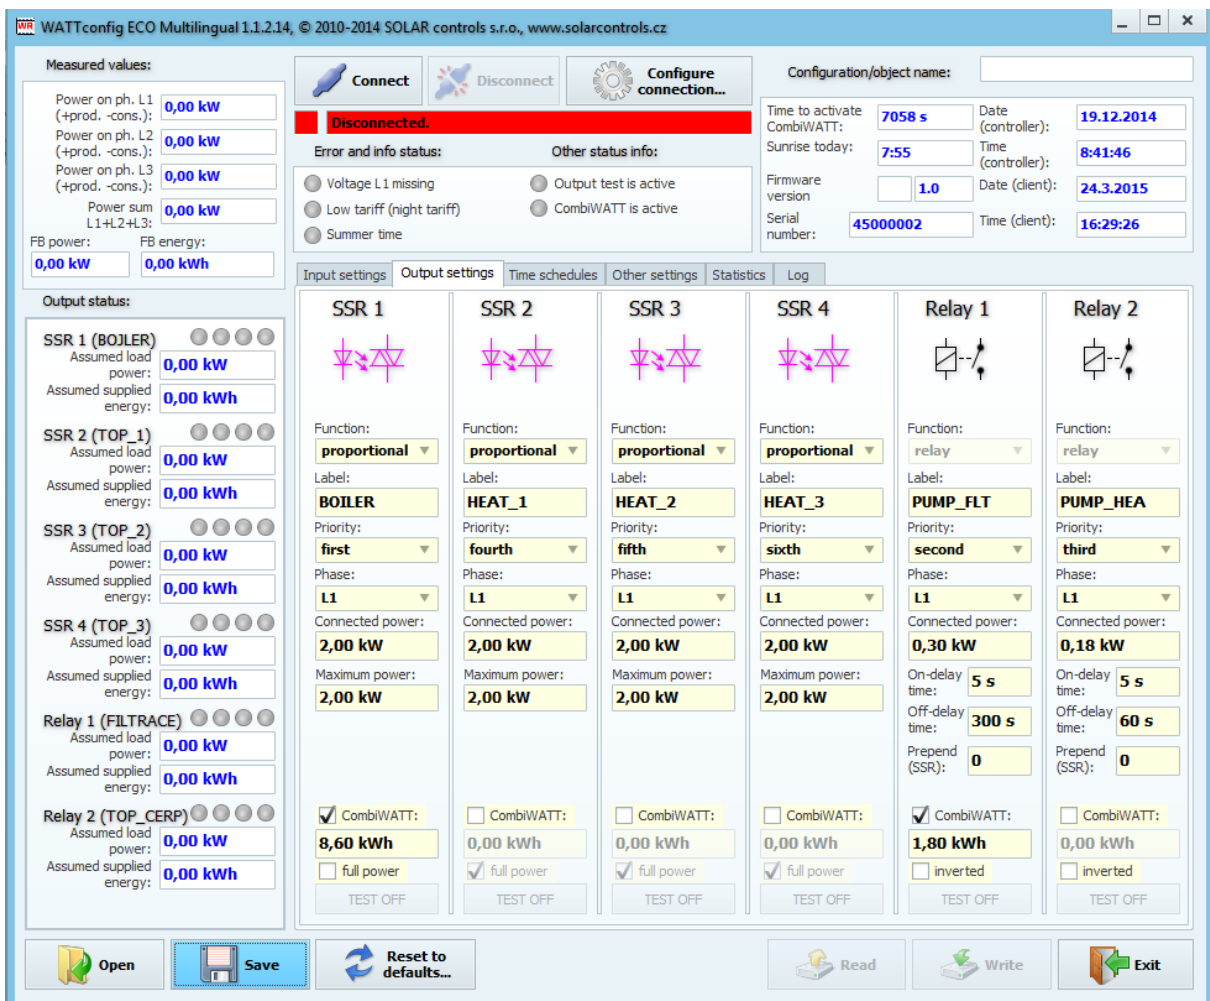 WATTconfig ECO Multilingual 1.1.2.14, © 2010-2014 SOLAR controls s.r.o., www.solarcontrols.cz
Measured values:
Power on ph. L1
(+prod. -cons.):
0,00 kW
Power on ph. L2
(+prod. -cons.):
0,00 kW
Power on ph. L3
(+prod. -cons.):
0,00 kW
Power sum
L1+L2+L3:
0,00 kW
FB power: FB energy:
0,00 kW 0,00 kWh
Connect Disconnect Configure
connection...
Disconnected.
Error and info status: Other status info:
Voltage L1 missing Output test is active
Low tariff (night tariff) CombiWATT is active
Summer time
Configuration/object name:
Time to activate
CombiWATT:
7058 s
Date
(controller):
19.12.2014
Sunrise today:
7:55
Time
(controller):
8:41:46
Firmware
version
1.0
Date (client):
24.3.2015
Serial
number:
45000002
Time (client):
16:29:26
Output status:
SSR 1 (BOJLER)
Assumed load
power:
0,00 kW
Assumed supplied
energy:
0,00 kWh
SSR 2 (TOP_1)
Assumed load
power:
0,00 kW
Assumed supplied
energy:
0,00 kWh
SSR 3 (TOP_2)
Assumed load
power:
0,00 kW
Assumed supplied
energy:
0,00 kWh
SSR 4 (TOP_3)
Assumed load
power:
0,00 kW
Assumed supplied
energy:
0,00 kWh
Relay 1 (FILTRACE)
Assumed load
power:
0,00 kW
Assumed supplied
energy:
0,00 kWh
Relay 2 (TOP_CERP)
Assumed load
power:
0,00 kW
Assumed supplied
energy:
0,00 kWh
Input settings Output settings Time schedules Other settings Statistics Log
SSR 1
Function:
proportional
Label:
BOILER
Priority:
first
Phase:
L1
Connected power:
2,00 kW
Maximum power:
2,00 kW
CombiWATT:
8,60 kWh
full power
TEST OFF
SSR 2
Function:
proportional
Label:
HEAT_1
Priority:
fourth
Phase:
L1
Connected power:
2,00 kW
Maximum power:
2,00 kW
CombiWATT:
0,00 kWh
full power
TEST OFF
SSR 3
Function:
proportional
Label:
HEAT_2
Priority:
fifth
Phase:
L1
Connected power:
2,00 kW
Maximum power:
2,00 kW
CombiWATT:
0,00 kWh
full power
TEST OFF
SSR 4
Function:
proportional
Label:
HEAT_3
Priority:
sixth
Phase:
L1
Connected power:
2,00 kW
Maximum power:
2,00 kW
CombiWATT:
0,00 kWh
full power
TEST OFF
Relay 1
Function:
relay
Label:
PUMP_FLT
Priority:
second
Phase:
L1
Connected power:
0,30 kW
On-delay
time:
5 s
Off-delay
time:
300 s
Prepend
(SSR):
0
CombiWATT:
1,80 kWh
inverted
TEST OFF
Relay 2
Function:
relay
Label:
PUMP_HEA
Priority:
third
Phase:
L1
Connected power:
0,18 kW
On-delay
time:
5 s
Off-delay
time:
60 s
Prepend
(SSR):
0
CombiWATT:
0,00 kWh
inverted
TEST OFF
Open Save Reset to
defaults... Read Write Exit